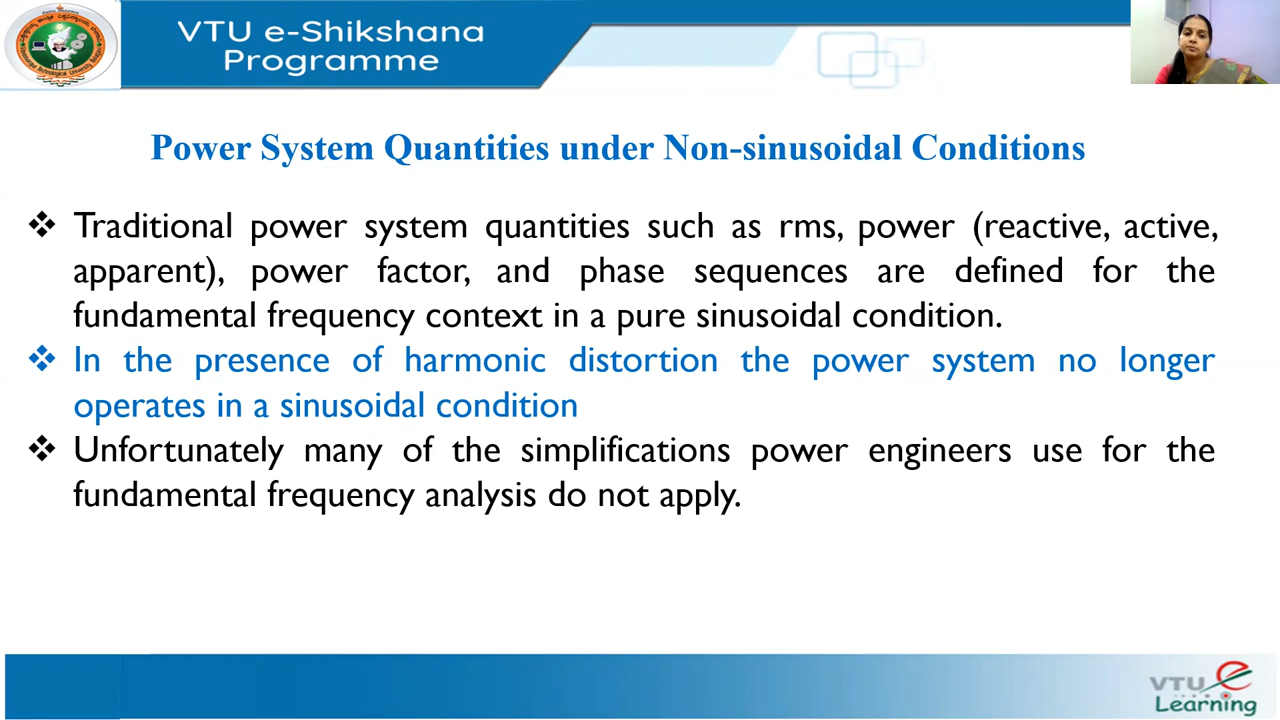 VTU e-Shikshana
Programme
Power System Quantities under Non-sinusoidal Conditions
❖ Traditional power system quantities such as rms, power (reactive, active,
apparent), power factor, and phase sequences are defined for the
fundamental frequency context in a pure sinusoidal condition.
❖ In the presence of harmonic distortion the power system no longer
operates in a sinusoidal condition
❖ Unfortunately many of the simplifications power engineers use for the
fundamental frequency analysis do not apply.
VTU e
Learning